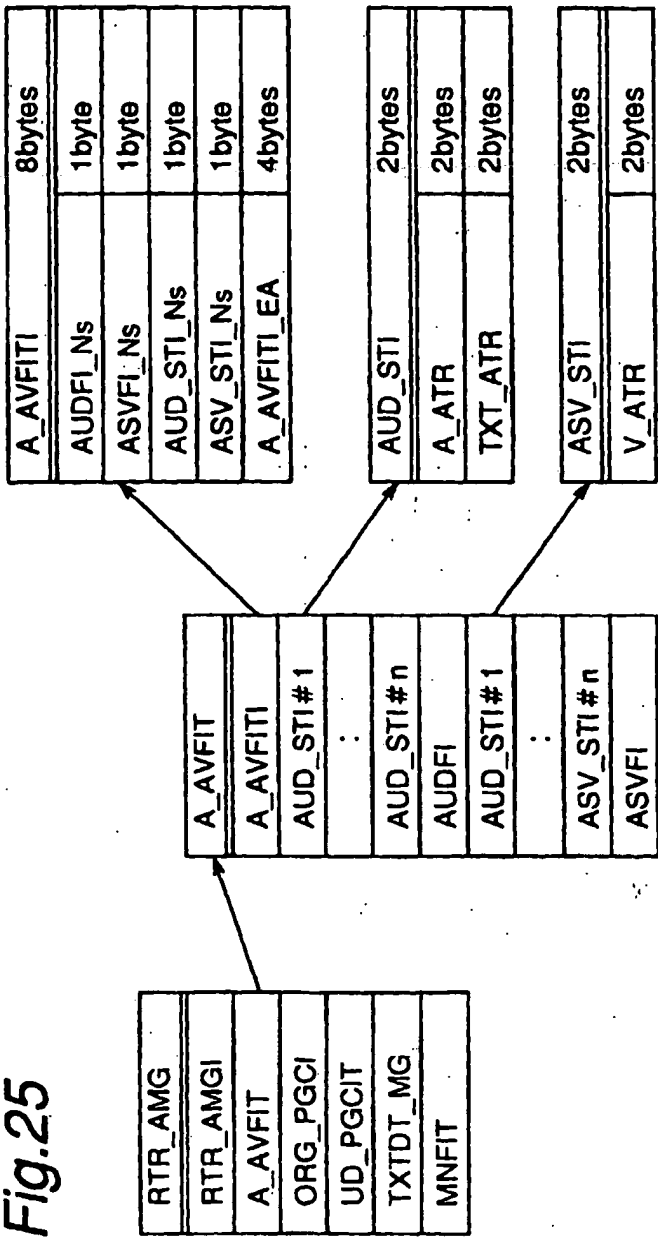 Fig.25
RTR_AMG
RTR_AMGI
A_AVFIT
ORG_PGCI
UD_PGCIT
TXTDT_MG
MNFIT
A_AVFIT
A_AVFITI
AUD_STI#1
:
AUD_STI#n
AUDFI
AUD_STI#1
:
ASV_STI#n
ASVFI
A_AVFITI 8bytes
AUDFI_Ns 1byte
ASVFI_Ns 1byte
AUD_STI_Ns 1byte
ASV_STI_Ns 1byte
A_AVFITI_EA 4bytes
AUD_STI 2bytes
A_ATR 2bytes
TXT_ATR 2bytes
ASV_STI 2bytes
V_ATR 2bytes